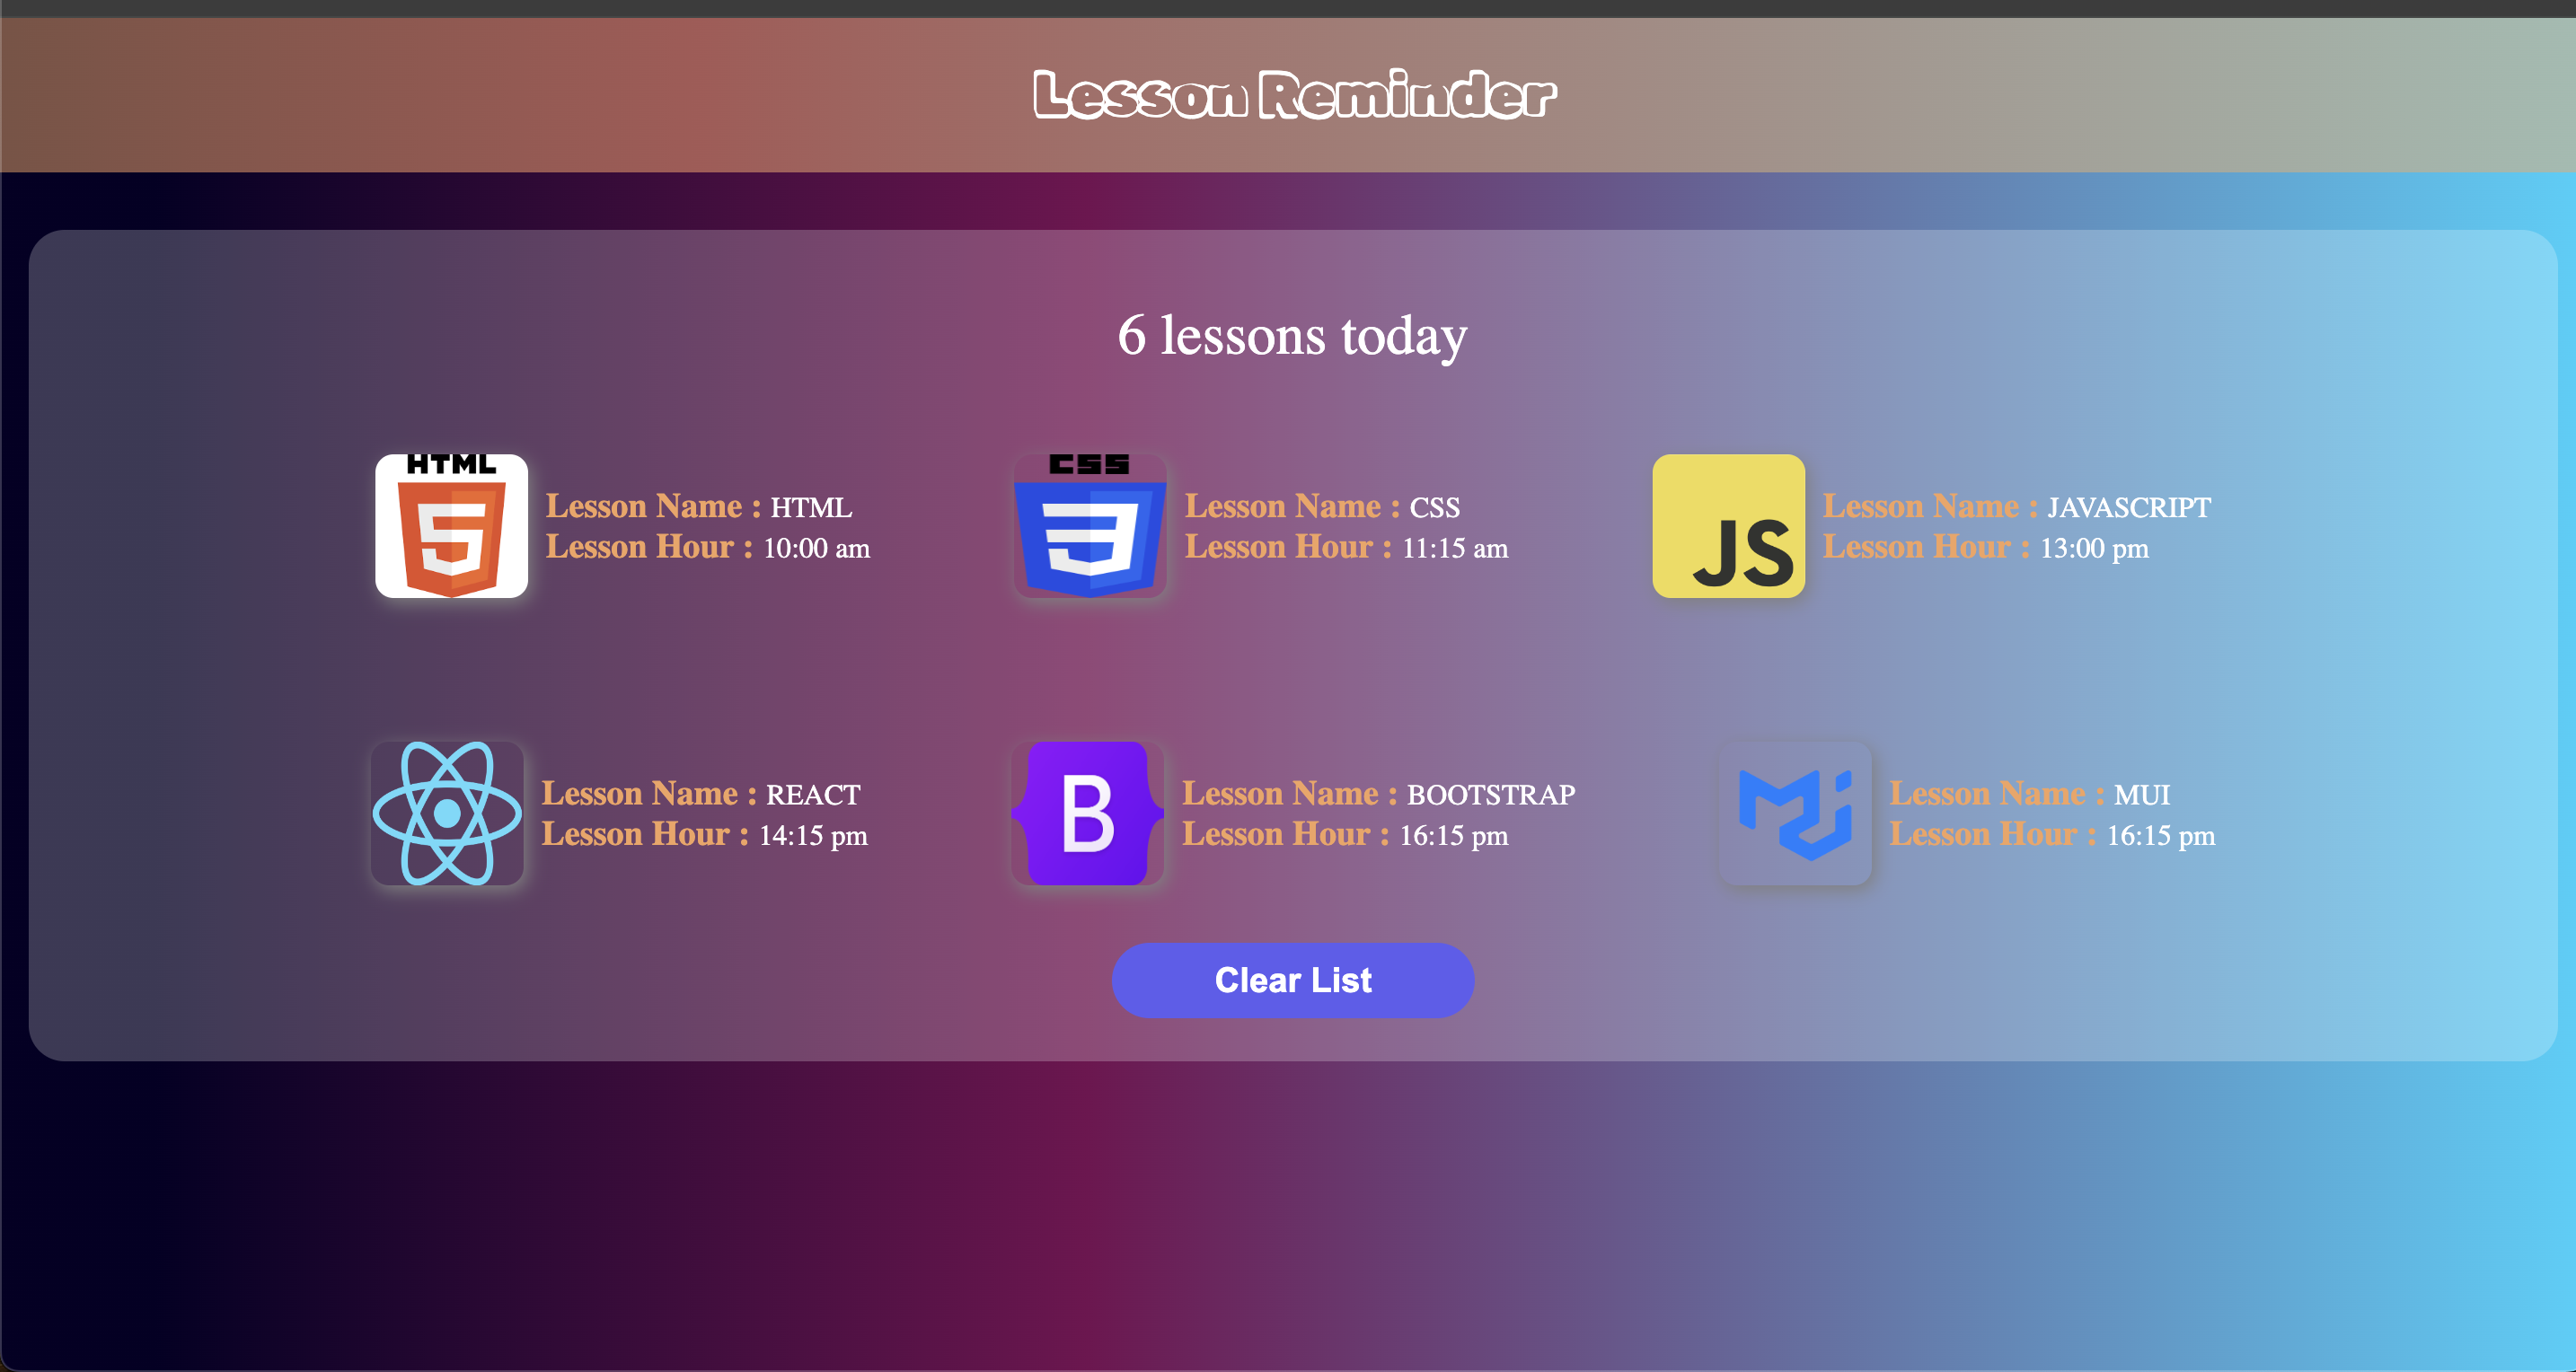 Lesson Reminder
6 lessons today
HTML
Lesson Name : HTML
Lesson Hour : 10:00 am
CSS
Lesson Name : CSS
Lesson Hour : 11:15 am
JS
Lesson Name : JAVASCRIPT
Lesson Hour : 13:00 pm
Lesson Name : REACT
Lesson Hour : 14:15 pm
B
Lesson Name : BOOTSTRAP
Lesson Hour : 16:15 pm
Lesson Name : MUI
Lesson Hour : 16:15 pm
Clear List